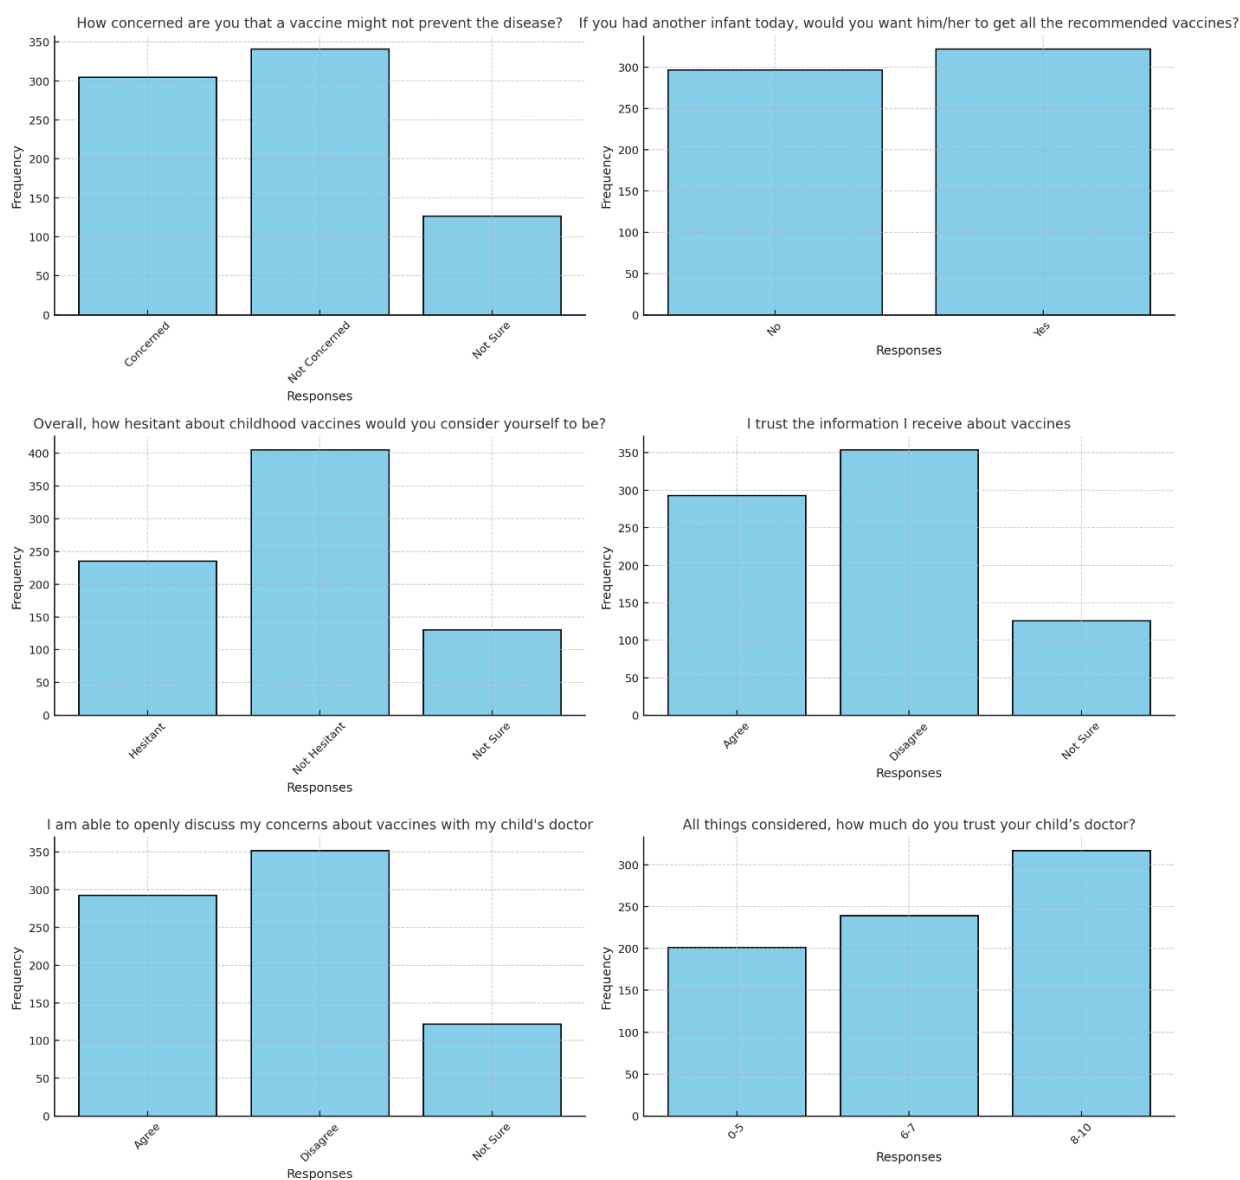 How concerned are you that a vaccine might not prevent the disease?
350
300
250
200
150
100
50
0
Frequency
Concerned
Not Concerned
Not Sure
Responses
If you had another infant today, would you want him/her to get all the recommended vaccines?
300
250
200
150
100
50
0
Frequency
No
Yes
Responses
Overall, how hesitant about childhood vaccines would you consider yourself to be?
400
350
300
250
200
150
100
50
0
Frequency
Hesitant
Not Hesitant
Not Sure
Responses
I trust the information I receive about vaccines
350
300
250
200
150
100
50
0
Frequency
Agree
Disagree
Not Sure
Responses
I am able to openly discuss my concerns about vaccines with my child's doctor
350
300
250
200
150
100
50
0
Frequency
Agree
Disagree
Not Sure
Responses
All things considered, how much do you trust your child’s doctor?
300
250
200
150
100
50
0
Frequency
0-5
6-7
8-10
Responses